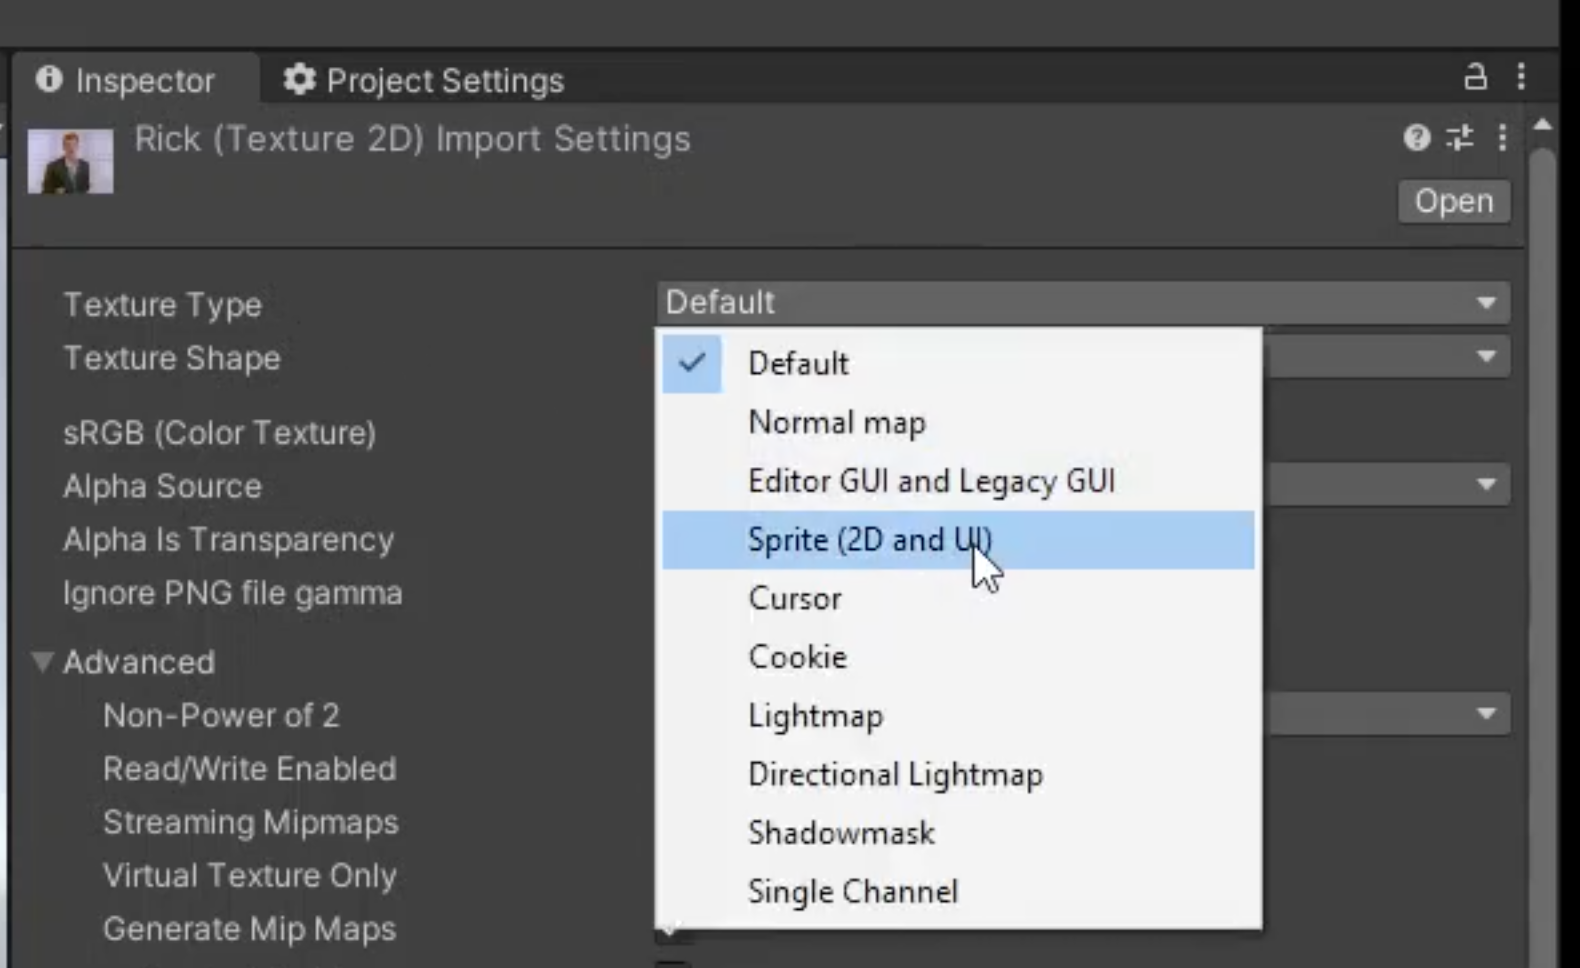 Inspector
Project Settings
Rick (Texture 2D) Import Settings
Open
Texture Type
Default
Texture Shape
Default
Normal map
sRGB (Color Texture)
Editor GUI and Legacy GUI
Alpha Source
Sprite (2D and UI)
Alpha Is Transparency
Cursor
Ignore PNG file gamma
Cookie
Advanced
Lightmap
Non-Power of 2
Directional Lightmap
Read/Write Enabled
Shadowmask
Streaming Mipmaps
Single Channel
Virtual Texture Only
Generate Mip Maps